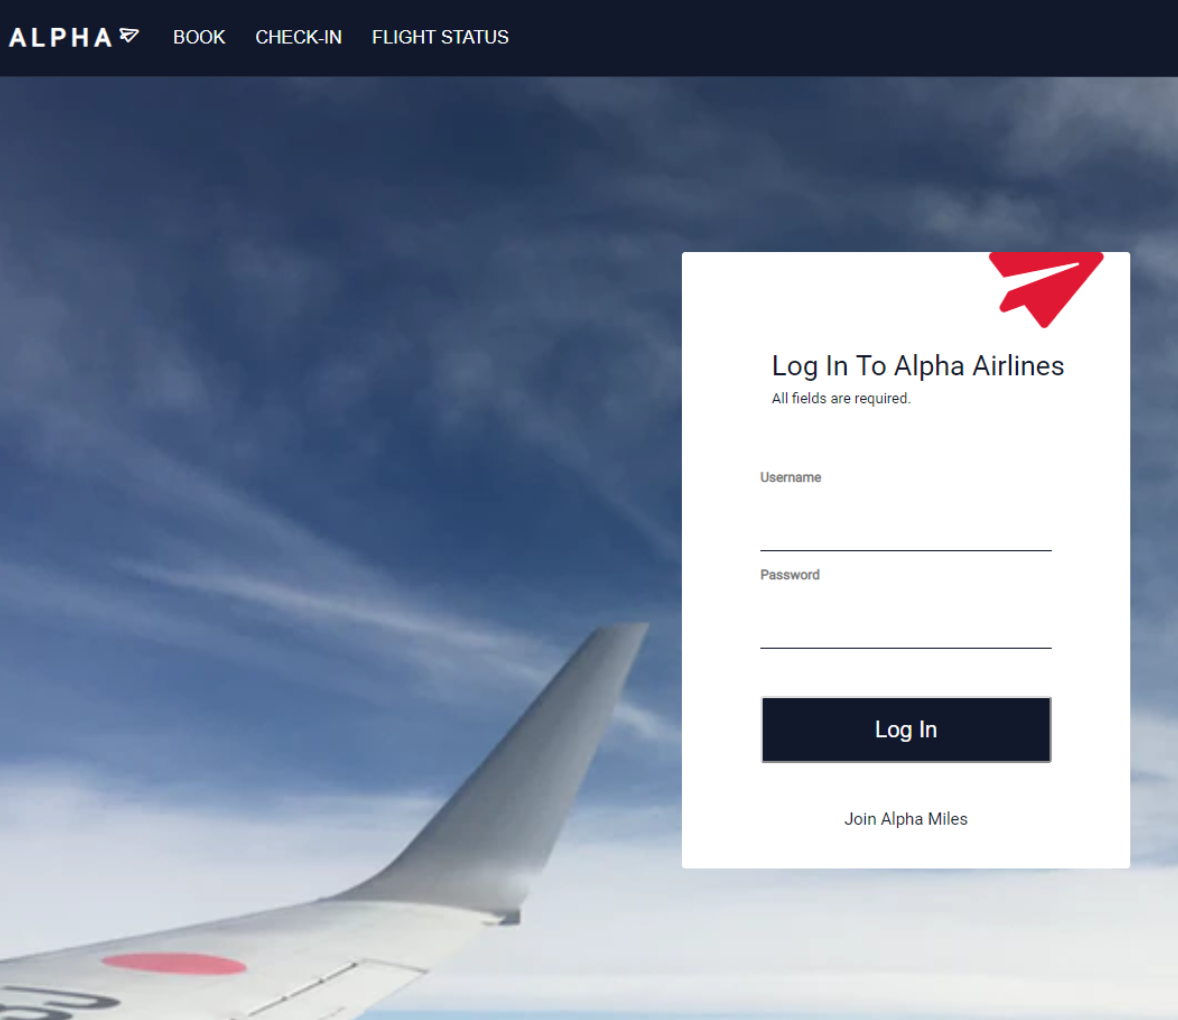 ALPHA BOOK CHECK-IN FLIGHT STATUS
Log In To Alpha Airlines
All fields are required.
Username
Password
Log In
Join Alpha Miles